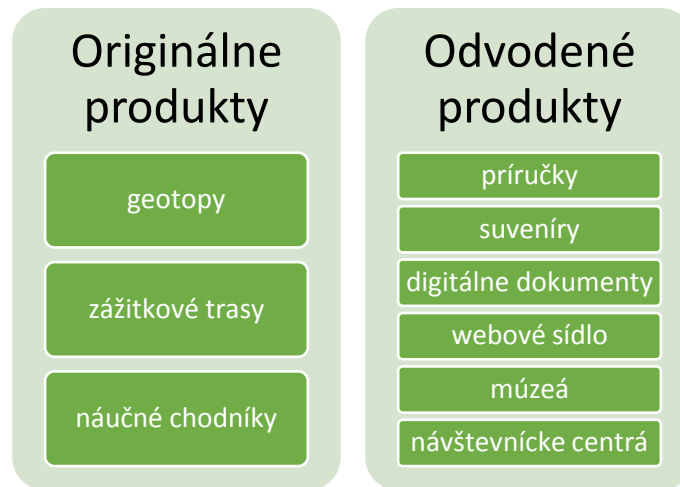 Originálne
produkty
geotopy
zážitkové trasy
náučné chodníky
Odvodené
produkty
príručky
suveníry
digitálne dokumenty
webové sídlo
múzeá
návštevnícke centrá